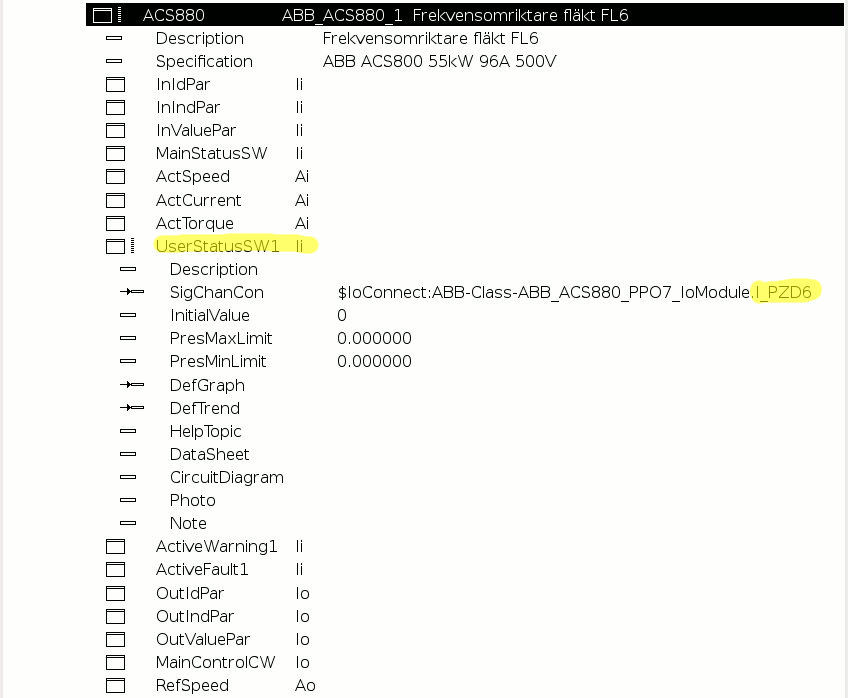 ACS880 ABB_ACS880_1 Frekvensomriktare fläkt FL6
Description Frekvensomriktare fläkt FL6
Specification ABB ACS800 55kW 96A 500V
InIdPar Ii
InIndPar Ii
InValuePar Ii
MainStatusSW Ii
ActSpeed Ai
ActCurrent Ai
ActTorque Ai
UserStatusSW1 Ii
Description
SigChanCon $IoConnect:ABB-Class-ABB_ACS880_PPO7_IoModule.I_PZD6
InitialValue 0
PresMaxLimit 0.000000
PresMinLimit 0.000000
DefGraph
DefTrend
HelpTopic
DataSheet
CircuitDiagram
Photo
Note
ActiveWarning1 Ii
ActiveFault1 Ii
OutIdPar Io
OutIndPar Io
OutValuePar Io
MainControlCW Io
RefSpeed Ao